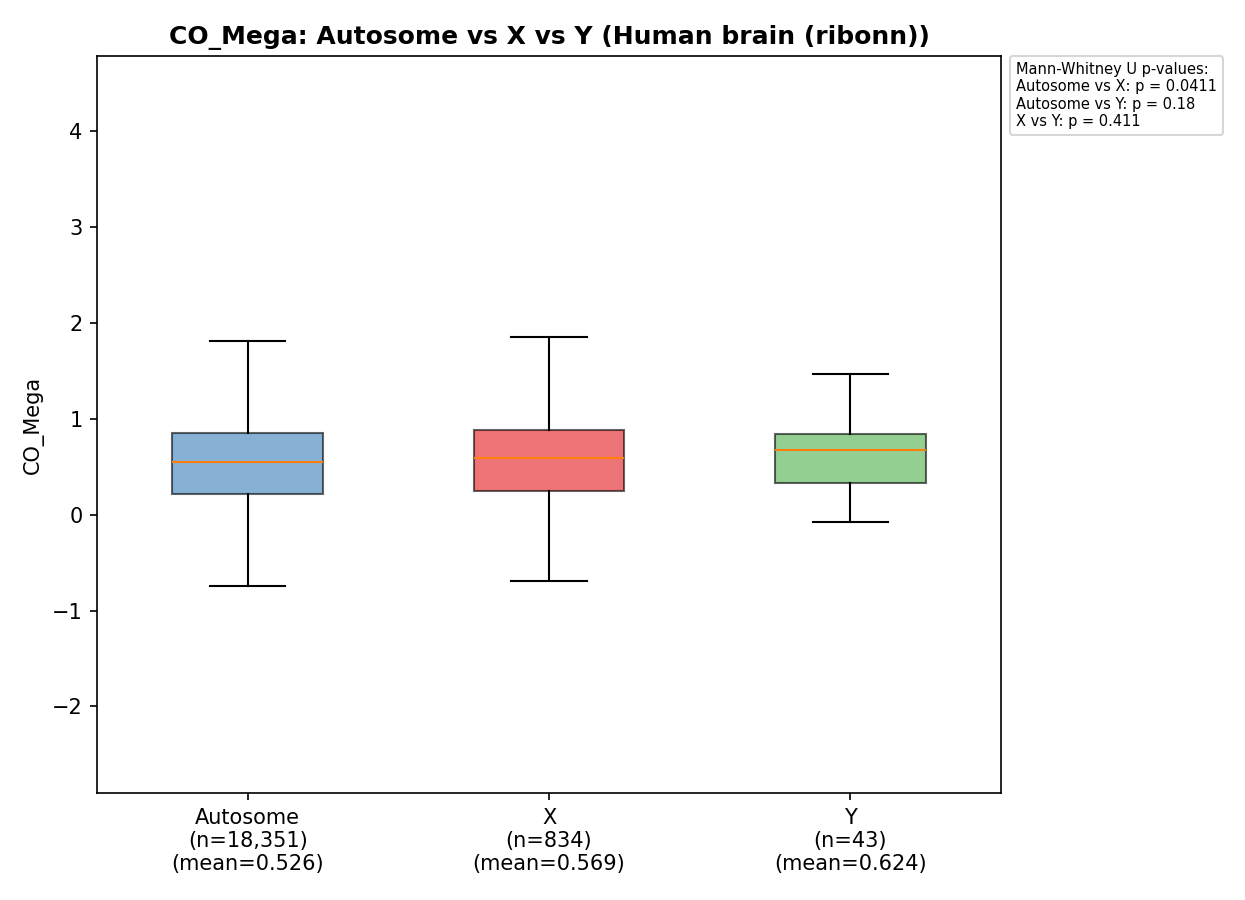 CO_Mega: Autosome vs X vs Y (Human brain (ribonn))
Mann-Whitney U p-values:
Autosome vs X: p = 0.0411
Autosome vs Y: p = 0.18
X vs Y: p = 0.411
CO_Mega
4
3
2
1
0
−1
−2
Autosome
(n=18,351)
(mean=0.526)
X
(n=834)
(mean=0.569)
Y
(n=43)
(mean=0.624)